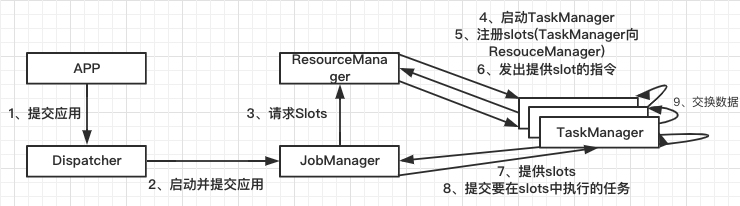 4、启动TaskManager
5、注册slots(TaskManager向
ResouceManager)
6、发出提供slot的指令
APP
ResourceMana
ger
1、提交应用
3、请求Slots
9、交换数据
TaskManager
Dispatcher
JobManager
2、启动并提交应用
7、提供slots
8、提交要在slots中执行的任务